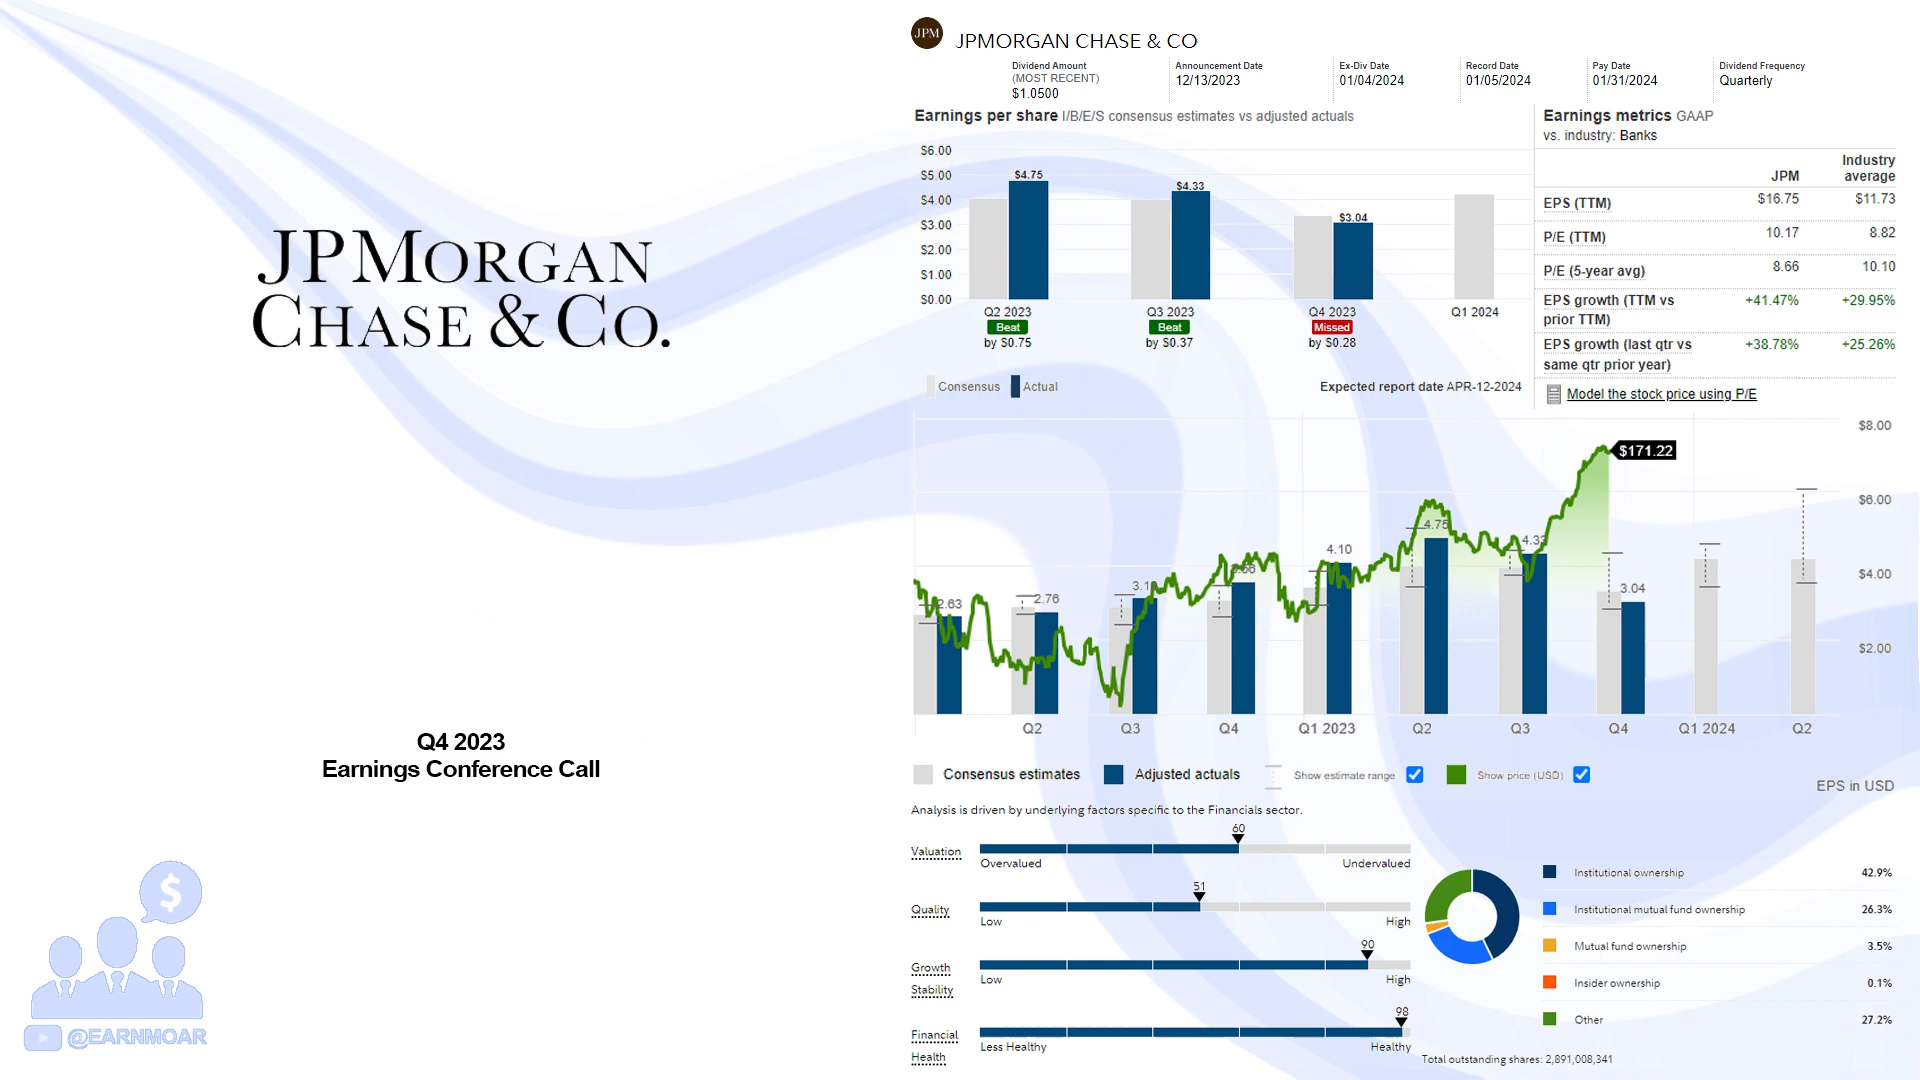 JPMORGAN
CHASE & CO.
Q4 2023
Earnings Conference Call
$
@EARNMOAR
JPM
JPMORGAN CHASE & CO
Dividend Amount
(MOST RECENT)
$1.0500
Announcement Date
12/13/2023
Ex-Div Date
01/04/2024
Record Date
01/05/2024
Pay Date
01/31/2024
Dividend Frequency
Quarterly
Earnings per share I/B/E/S consensus estimates vs adjusted actuals
$6.00
$5.00
$4.00
$3.00
$2.00
$1.00
$0.00
$4.75
$4.33
$3.04
Q2 2023
Beat
by $0.75
Q3 2023
Beat
by $0.37
Q4 2023
Missed
by $0.28
Q1 2024
Consensus Actual
Expected report date APR-12-2024
Earnings metrics GAAP
vs. industry: Banks
JPM Industry average
EPS (TTM) $16.75 $11.73
P/E (TTM) 10.17 8.82
P/E (5-year avg) 8.66 10.10
EPS growth (TTM vs prior TTM) +41.47% +29.95%
EPS growth (last qtr vs same qtr prior year) +38.78% +25.26%
Model the stock price using P/E
$8.00
$6.00
$4.00
$2.00
$171.22
2.63
2.76
4.10
4.75
3.04
Q2 Q3 Q4 Q1 2023 Q2 Q3 Q4 Q1 2024 Q2
Consensus estimates Adjusted actuals Show estimate range Show price (USD)
EPS in USD
Analysis is driven by underlying factors specific to the Financials sector.
Valuation
60
Overvalued Undervalued
Quality
51
Low High
Growth
Stability
90
Low High
Financial
Health
98
Less Healthy Healthy
Institutional ownership 42.9%
Institutional mutual fund ownership 26.3%
Mutual fund ownership 3.5%
Insider ownership 0.1%
Other 27.2%
Total outstanding shares: 2,891,008,341